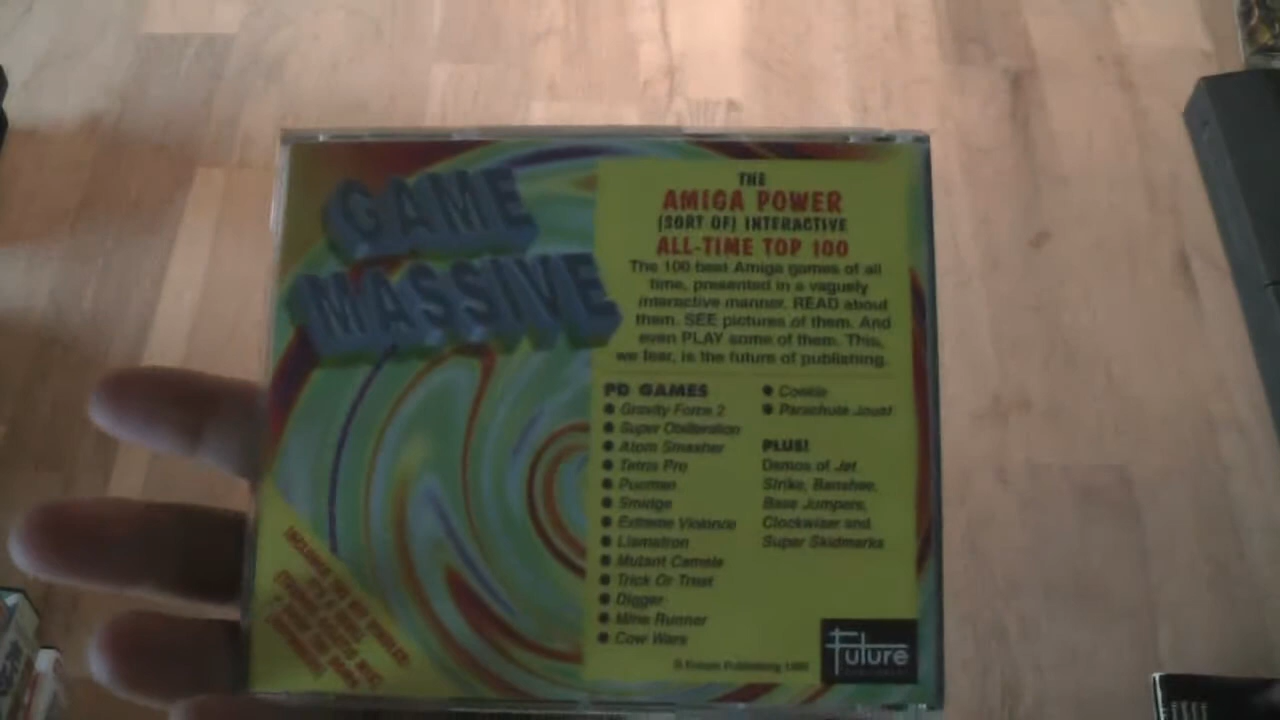 GAME
MASSIVE
THE
AMIGA POWER
(SORT OF) INTERACTIVE
ALL-TIME TOP 100
The 100 best Amiga games of all
time, presented in a vaguely
interactive manner. READ about
them. SEE pictures of them. And
even PLAY some of them. This,
we fear, is the future of publishing.
PD GAMES
Gravity Force 2
Super Obliteration
Atom Smasher
Tetris Pro
Pucman
Smidge
Extreme Violence
Llamatron
Mutant Camels
Trick Or Treat
Digger
Mine Runner
Cow Wars
Cookie
Parachute Joust
PLUS!
Demos of Jet
Strike, Banshee,
Base Jumpers,
Clockwiser and
Super Skidmarks
© Future Publishing
Future